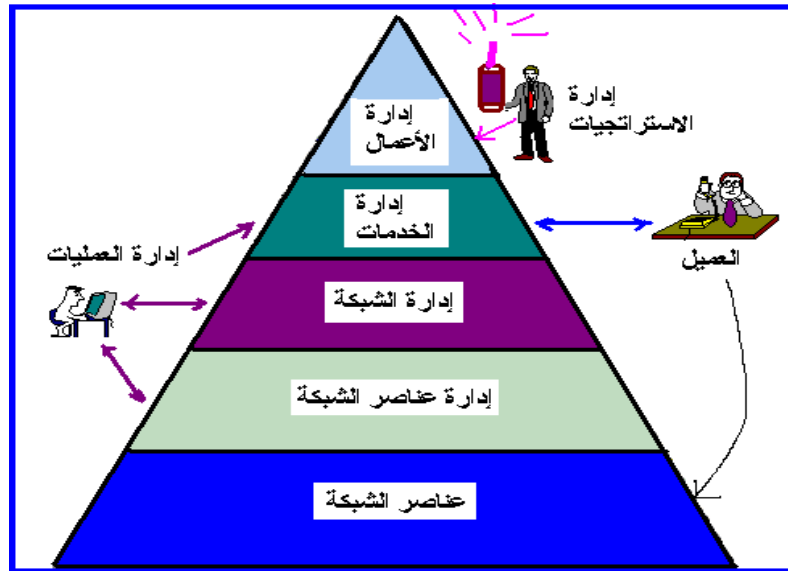 إدارة
الاستراتجيات
إدارة
الأعمال
إدارة
الخدمات
العميل
إدارة العمليات
إدارة الشبكة
إدارة عناصر الشبكة
عناصر الشبكة